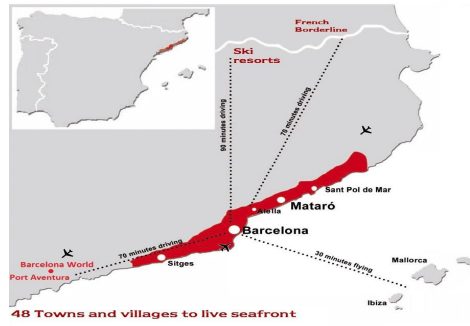 French
Borderline
Ski
resorts
90 minutes driving
70 minutes driving
Sant Pol de Mar
Mataró
Alella
Barcelona
70 minutes driving
Barcelona World
Port Aventura
Sitges
30 minutes flying
Mallorca
Ibiza
48 Towns and villages to live seafront